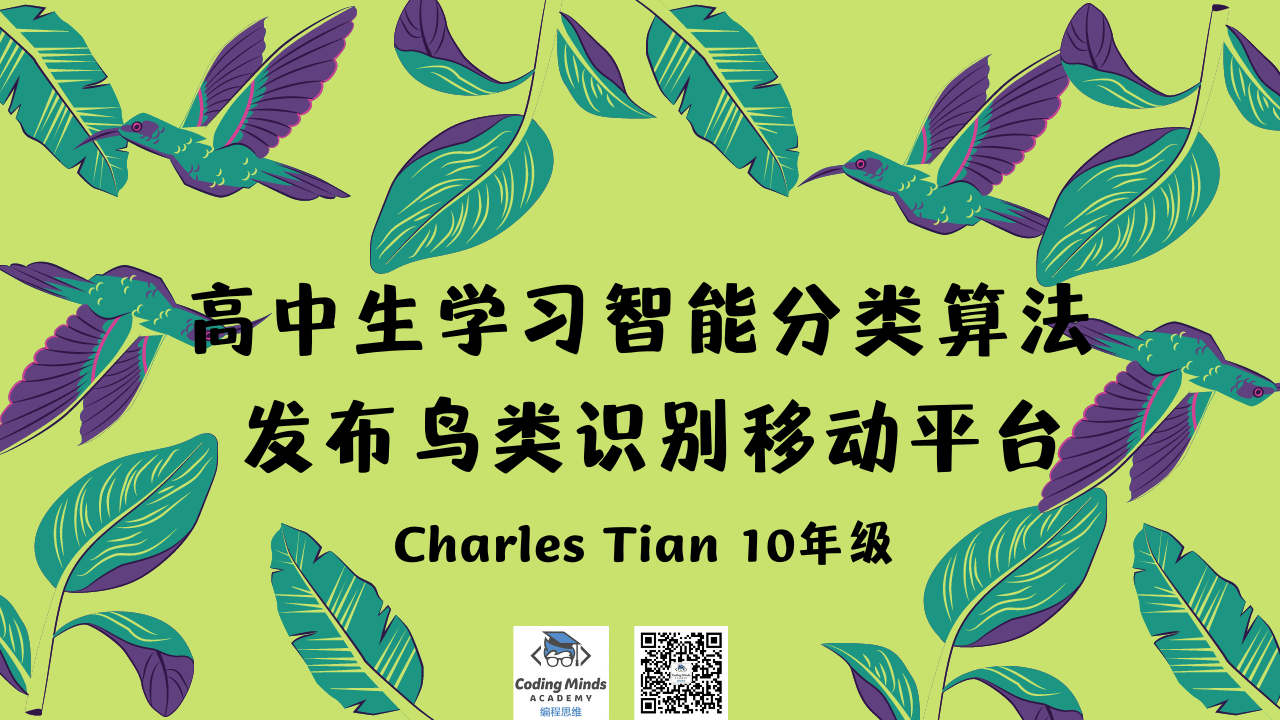 高中生学习智能分类算法
发布鸟类识别移动平台
Charles Tian 10年级
Coding Minds
ACADEMY
编程思维